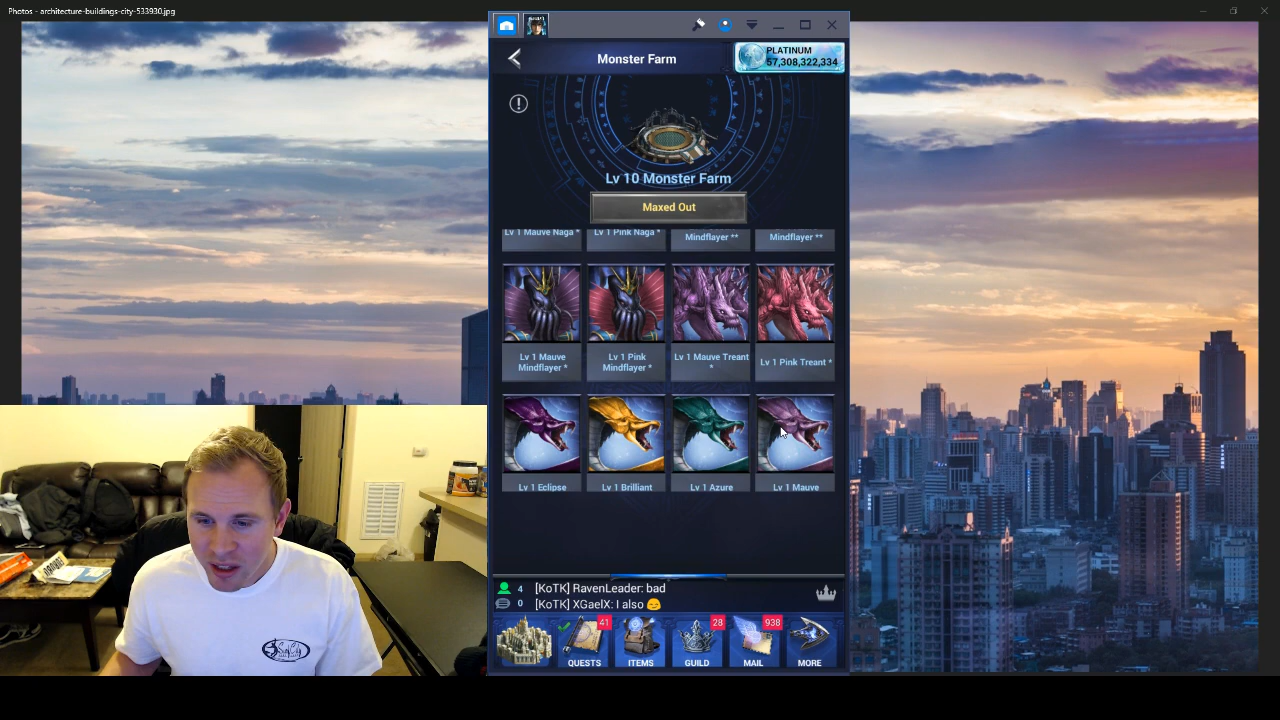 Photos - architecture-buildings-city-533930.jpg
Monster Farm
PLATINUM
57,308,322,334
Lv 10 Monster Farm
Maxed Out
Lv 1 Mauve Naga *
Lv 1 Pink Naga *
Mindflayer **
Mindflayer **
Lv 1 Mauve
Mindflayer *
Lv 1 Pink
Mindflayer *
Lv 1 Mauve Treant
*
Lv 1 Pink Treant *
Lv 1 Eclipse
Lv 1 Brilliant
Lv 1 Azure
Lv 1 Mauve
4
[KoTK] RavenLeader: bad
0
[KoTK] XGaelX: I also 😊
41
28
938
QUESTS
ITEMS
GUILD
MAIL
MORE